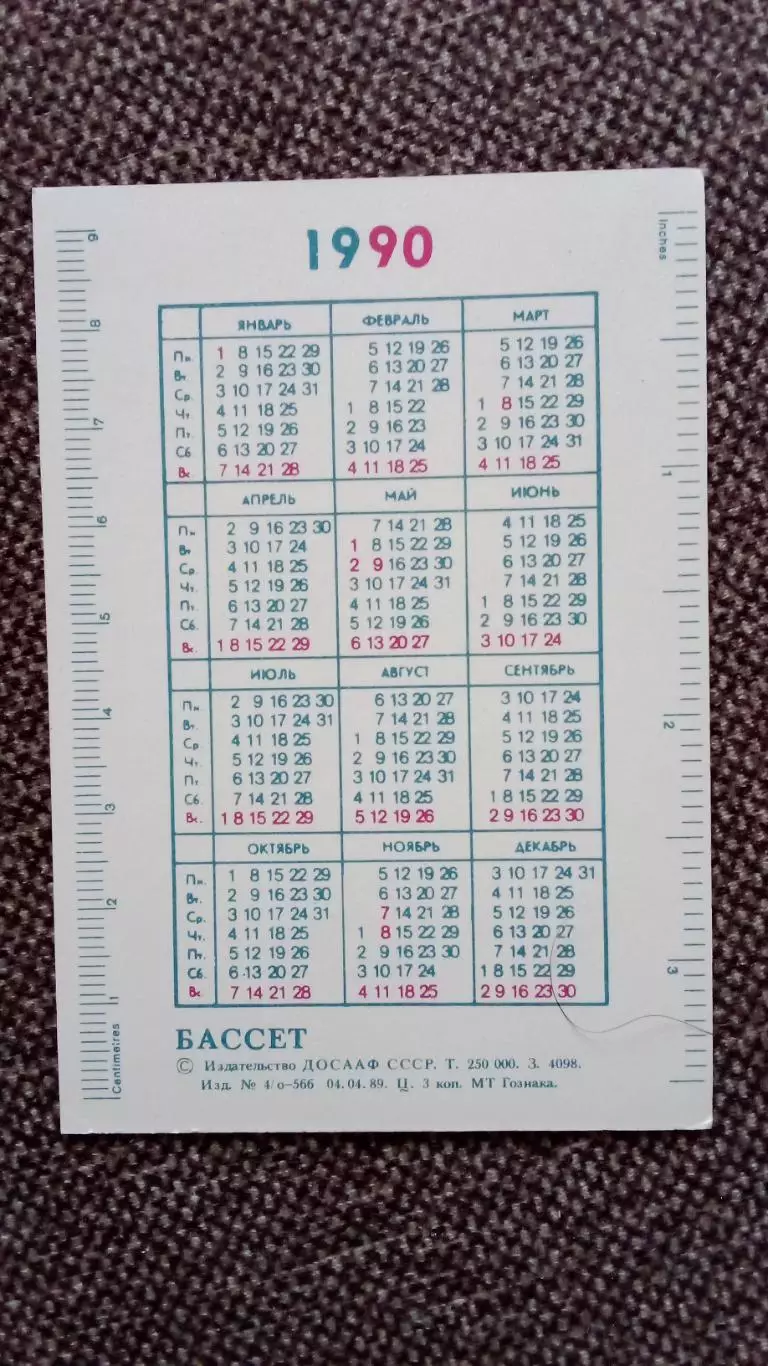 1990
ЯНВАРЬ ФЕВРАЛЬ МАРТ
Пн. 1 8 15 22 29 5 12 19 26 5 12 19 26
Вт. 2 9 16 23 30 6 13 20 27 6 13 20 27
Ср. 3 10 17 24 31 7 14 21 28 7 14 21 28
Чт. 4 11 18 25 1 8 15 22 1 8 15 22 29
Пт. 5 12 19 26 2 9 16 23 2 9 16 23 30
Сб. 6 13 20 27 3 10 17 24 3 10 17 24 31
Вс. 7 14 21 28 4 11 18 25 4 11 18 25
АПРЕЛЬ МАЙ ИЮНЬ
Пн. 2 9 16 23 30 7 14 21 28 4 11 18 25
Вт. 3 10 17 24 1 8 15 22 29 5 12 19 26
Ср. 4 11 18 25 2 9 16 23 30 6 13 20 27
Чт. 5 12 19 26 3 10 17 24 31 7 14 21 28
Пт. 6 13 20 27 4 11 18 25 1 8 15 22 29
Сб. 7 14 21 28 5 12 19 26 2 9 16 23 30
Вс. 1 8 15 22 29 6 13 20 27 3 10 17 24
ИЮЛЬ АВГУСТ СЕНТЯБРЬ
Пн. 2 9 16 23 30 6 13 20 27 3 10 17 24
Вт. 3 10 17 24 31 7 14 21 28 4 11 18 25
Ср. 4 11 18 25 1 8 15 22 29 5 12 19 26
Чт. 5 12 19 26 2 9 16 23 30 6 13 20 27
Пт. 6 13 20 27 3 10 17 24 31 7 14 21 28
Сб. 7 14 21 28 4 11 18 25 1 8 15 22 29
Вс. 1 8 15 22 29 5 12 19 26 2 9 16 23 30
ОКТЯБРЬ НОЯБРЬ ДЕКАБРЬ
Пн. 1 8 15 22 29 5 12 19 26 3 10 17 24 31
Вт. 2 9 16 23 30 6 13 20 27 4 11 18 25
Ср. 3 10 17 24 31 7 14 21 28 5 12 19 26
Чт. 4 11 18 25 1 8 15 22 29 6 13 20 27
Пт. 5 12 19 26 2 9 16 23 30 7 14 21 28
Сб. 6 13 20 27 3 10 17 24 1 8 15 22 29
Вс. 7 14 21 28 4 11 18 25 2 9 16 23 30
БАССЕТ
© Издательство ДОСААФ СССР. Т. 250 000. З. 4098.
Изд. № 4/о-566 04.04.89. Ц. 3 коп. МТ Гознака.
Centimetres 1 2 3 4 5 6 7 8 9
Inches 1 2 3